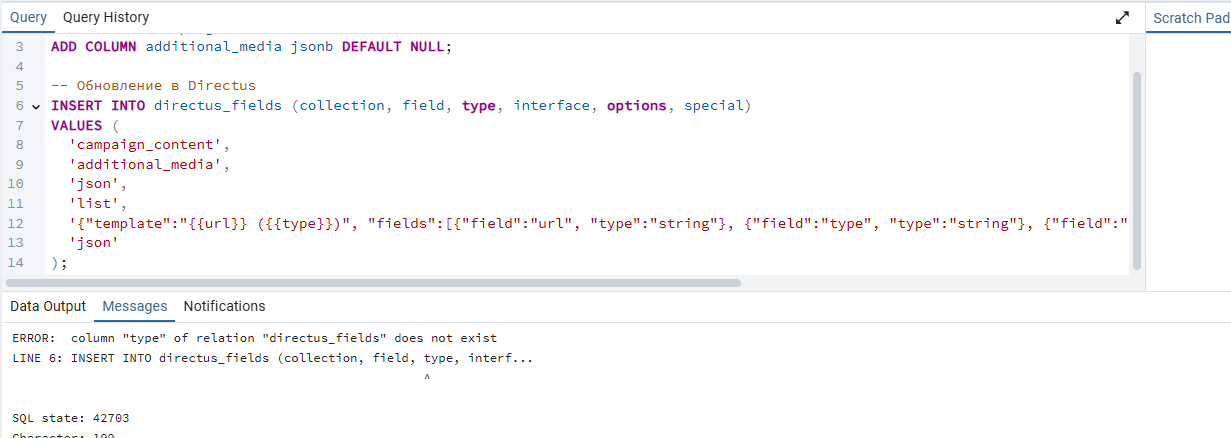 Query Query History
Scratch Pad
3 ADD COLUMN additional_media jsonb DEFAULT NULL;
4
5 -- Обновление в Directus
6 INSERT INTO directus_fields (collection, field, type, interface, options, special)
7 VALUES (
8 'campaign_content',
9 'additional_media',
10 'json',
11 'list',
12 '{"template":"{{url}} ({{type}})", "fields":[{"field":"url", "type":"string"}, {"field":"type", "type":"string"}, {"field":"
13 'json'
14 );
Data Output Messages Notifications
ERROR: column "type" of relation "directus_fields" does not exist
LINE 6: INSERT INTO directus_fields (collection, field, type, interf...
^
SQL state: 42703
Character: 199